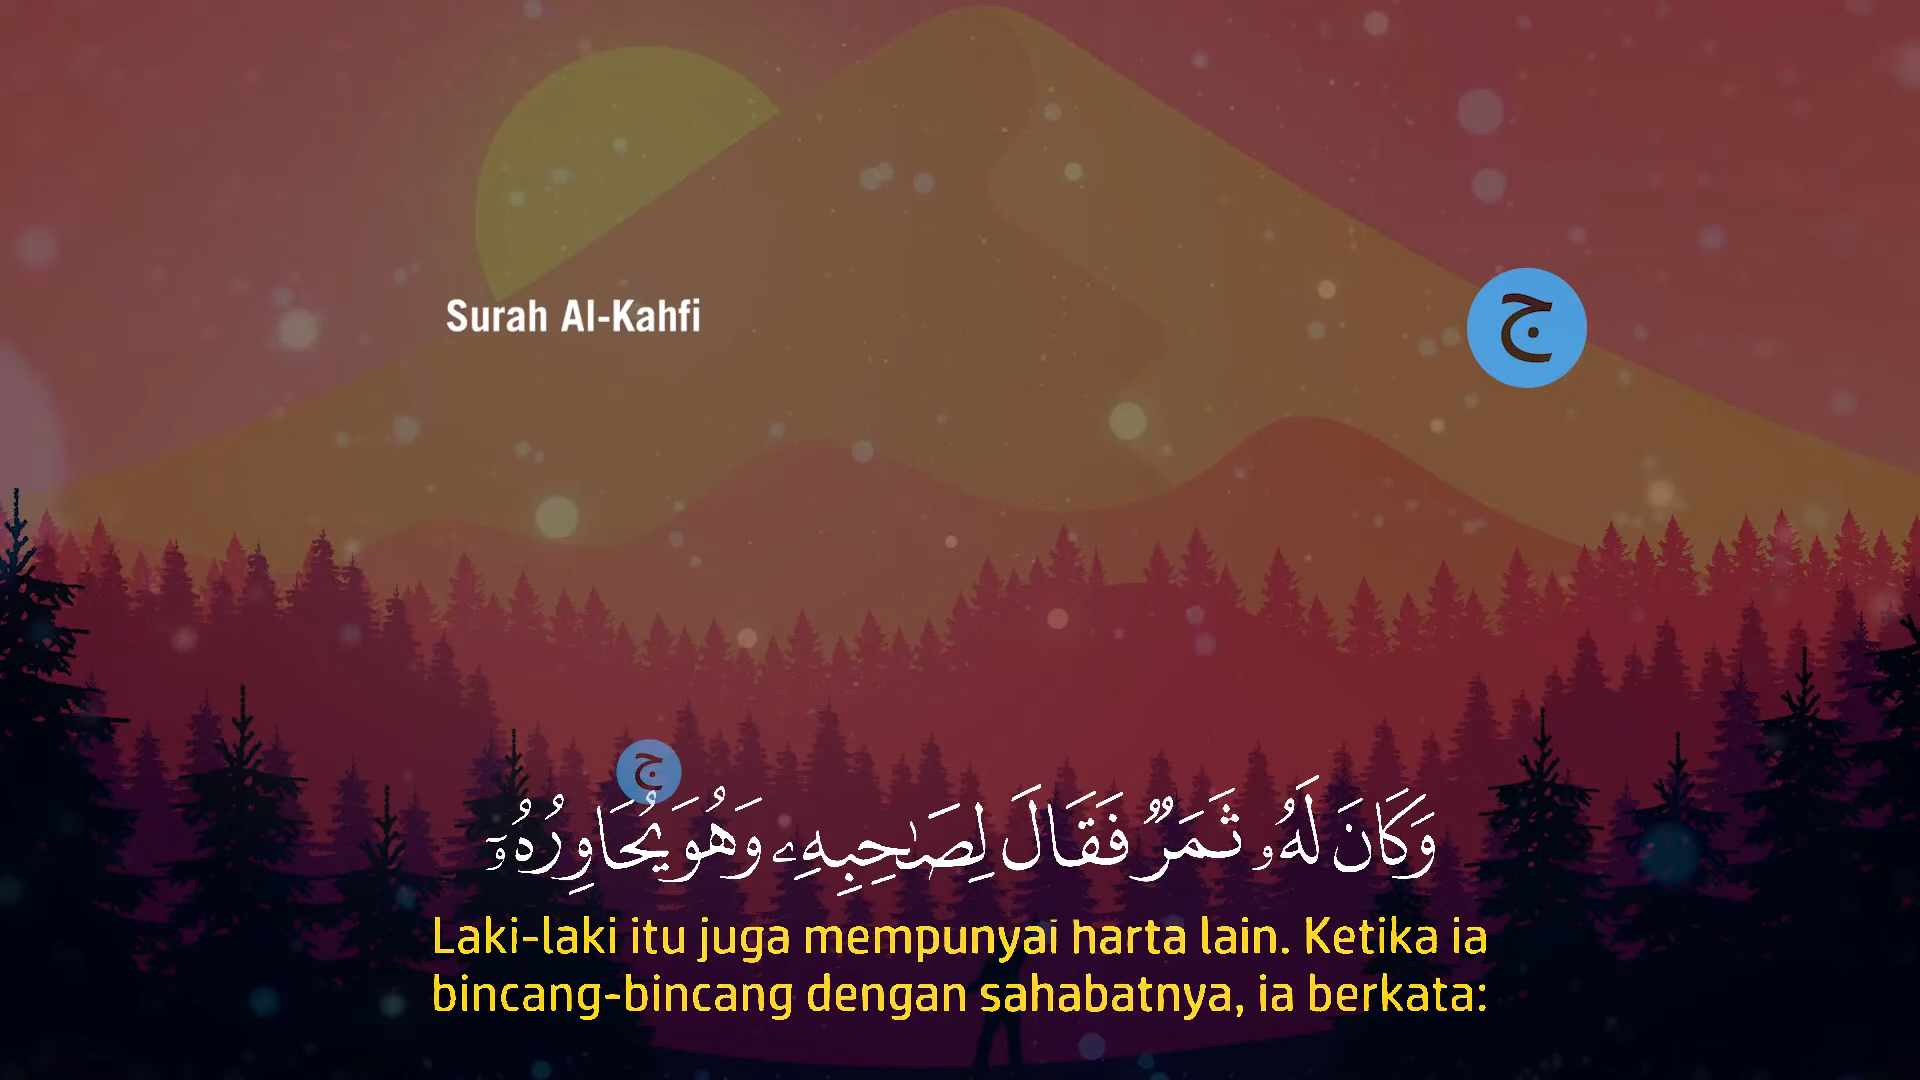 Surah Al-Kahfi
ج
ج
وَكَانَ لَهُۥ ثَمَرٌۭ فَقَالَ لِصَـٰحِبِهِۦ وَهُوَ يُحَاوِرُهُۥٓ
Laki-laki itu juga mempunyai harta lain. Ketika ia
bincang-bincang dengan sahabatnya, ia berkata: